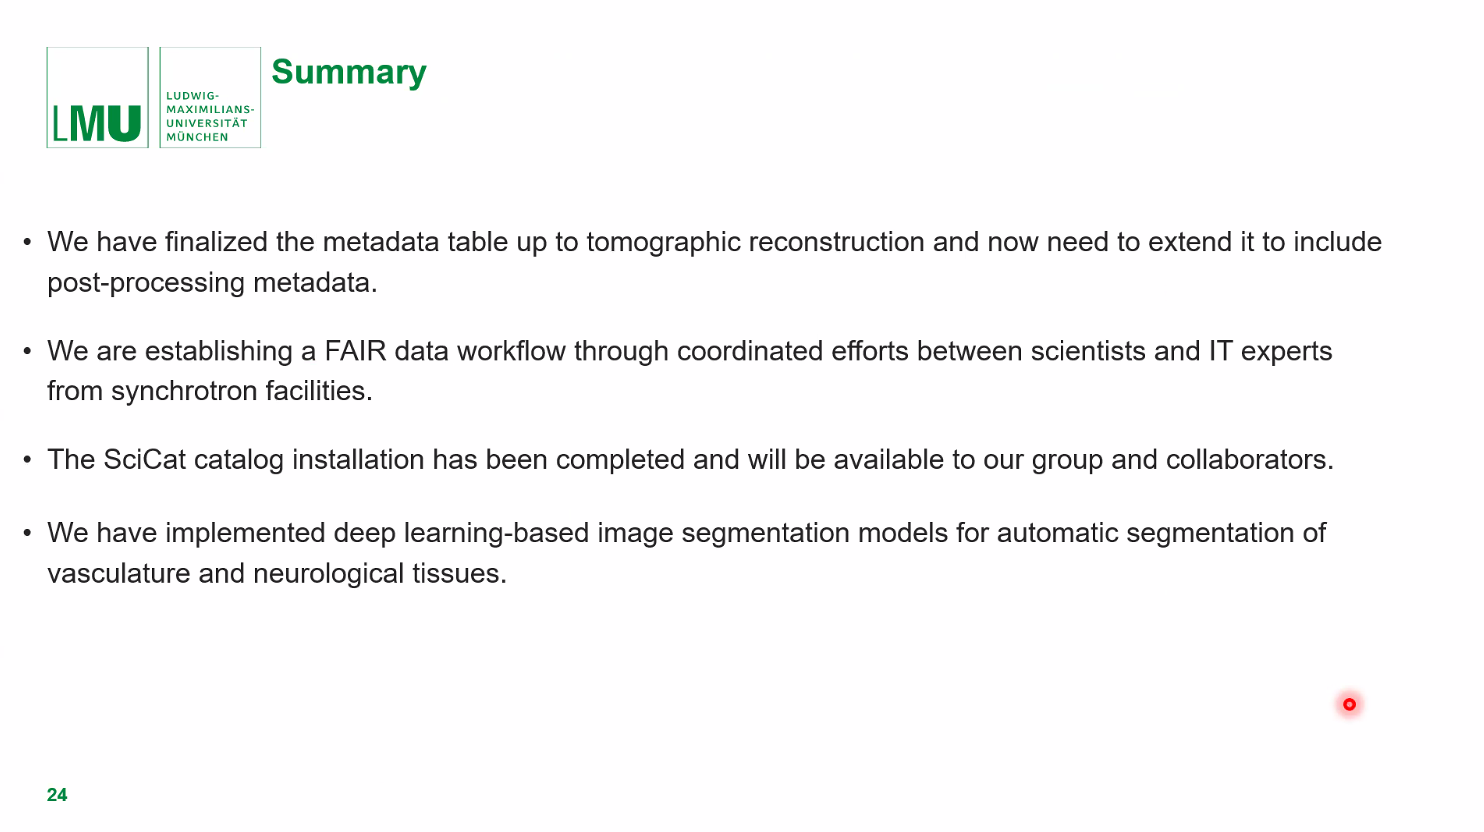 Summary
LMU
LUDWIG-
MAXIMILIANS-
UNIVERSITÄT
MÜNCHEN
• We have finalized the metadata table up to tomographic reconstruction and now need to extend it to include
post-processing metadata.
• We are establishing a FAIR data workflow through coordinated efforts between scientists and IT experts
from synchrotron facilities.
• The SciCat catalog installation has been completed and will be available to our group and collaborators.
• We have implemented deep learning-based image segmentation models for automatic segmentation of
vasculature and neurological tissues.
24